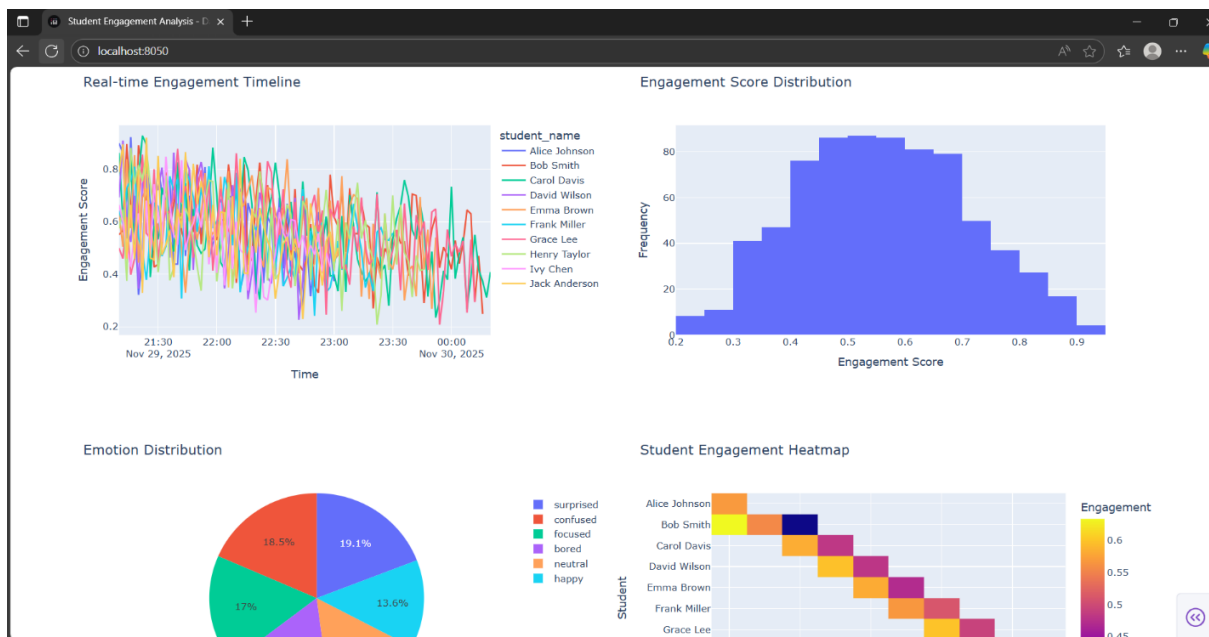 Student Engagement Analysis - D
localhost:8050
Real-time Engagement Timeline
Engagement Score
0.8
0.6
0.4
0.2
21:30
Nov 29, 2025
22:00
22:30
23:00
23:30
00:00
Nov 30, 2025
Time
student_name
Alice Johnson
Bob Smith
Carol Davis
David Wilson
Emma Brown
Frank Miller
Grace Lee
Henry Taylor
Ivy Chen
Jack Anderson
Engagement Score Distribution
Frequency
80
60
40
20
0
0.2
0.3
0.4
0.5
0.6
0.7
0.8
0.9
Engagement Score
Emotion Distribution
18.5%
19.1%
17%
13.6%
surprised
confused
focused
bored
neutral
happy
Student Engagement Heatmap
Student
Alice Johnson
Bob Smith
Carol Davis
David Wilson
Emma Brown
Frank Miller
Grace Lee
Engagement
0.6
0.55
0.5
0.45